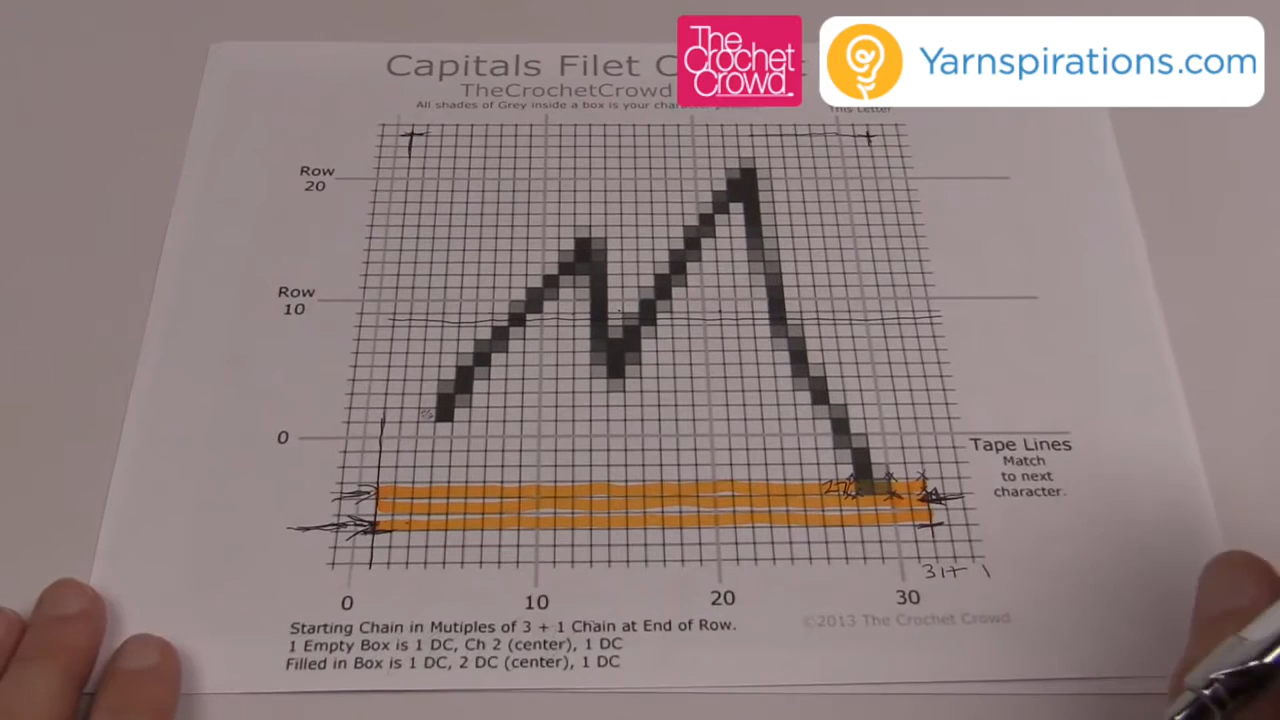 The
Crochet
Crowd.
Yarnspirations.com
Capitals Filet
TheCrochetCrowd
All shades of Grey inside a box is your
This Letter
Row
20
Row
10
0
Tape Lines
Match
to next
character.
31+ 1
0 10 20 30
©2013 The Crochet Crowd
Starting Chain in Mutiples of 3 + 1 Chain at End of Row.
1 Empty Box is 1 DC, Ch 2 (center), 1 DC
Filled in Box is 1 DC, 2 DC (center), 1 DC